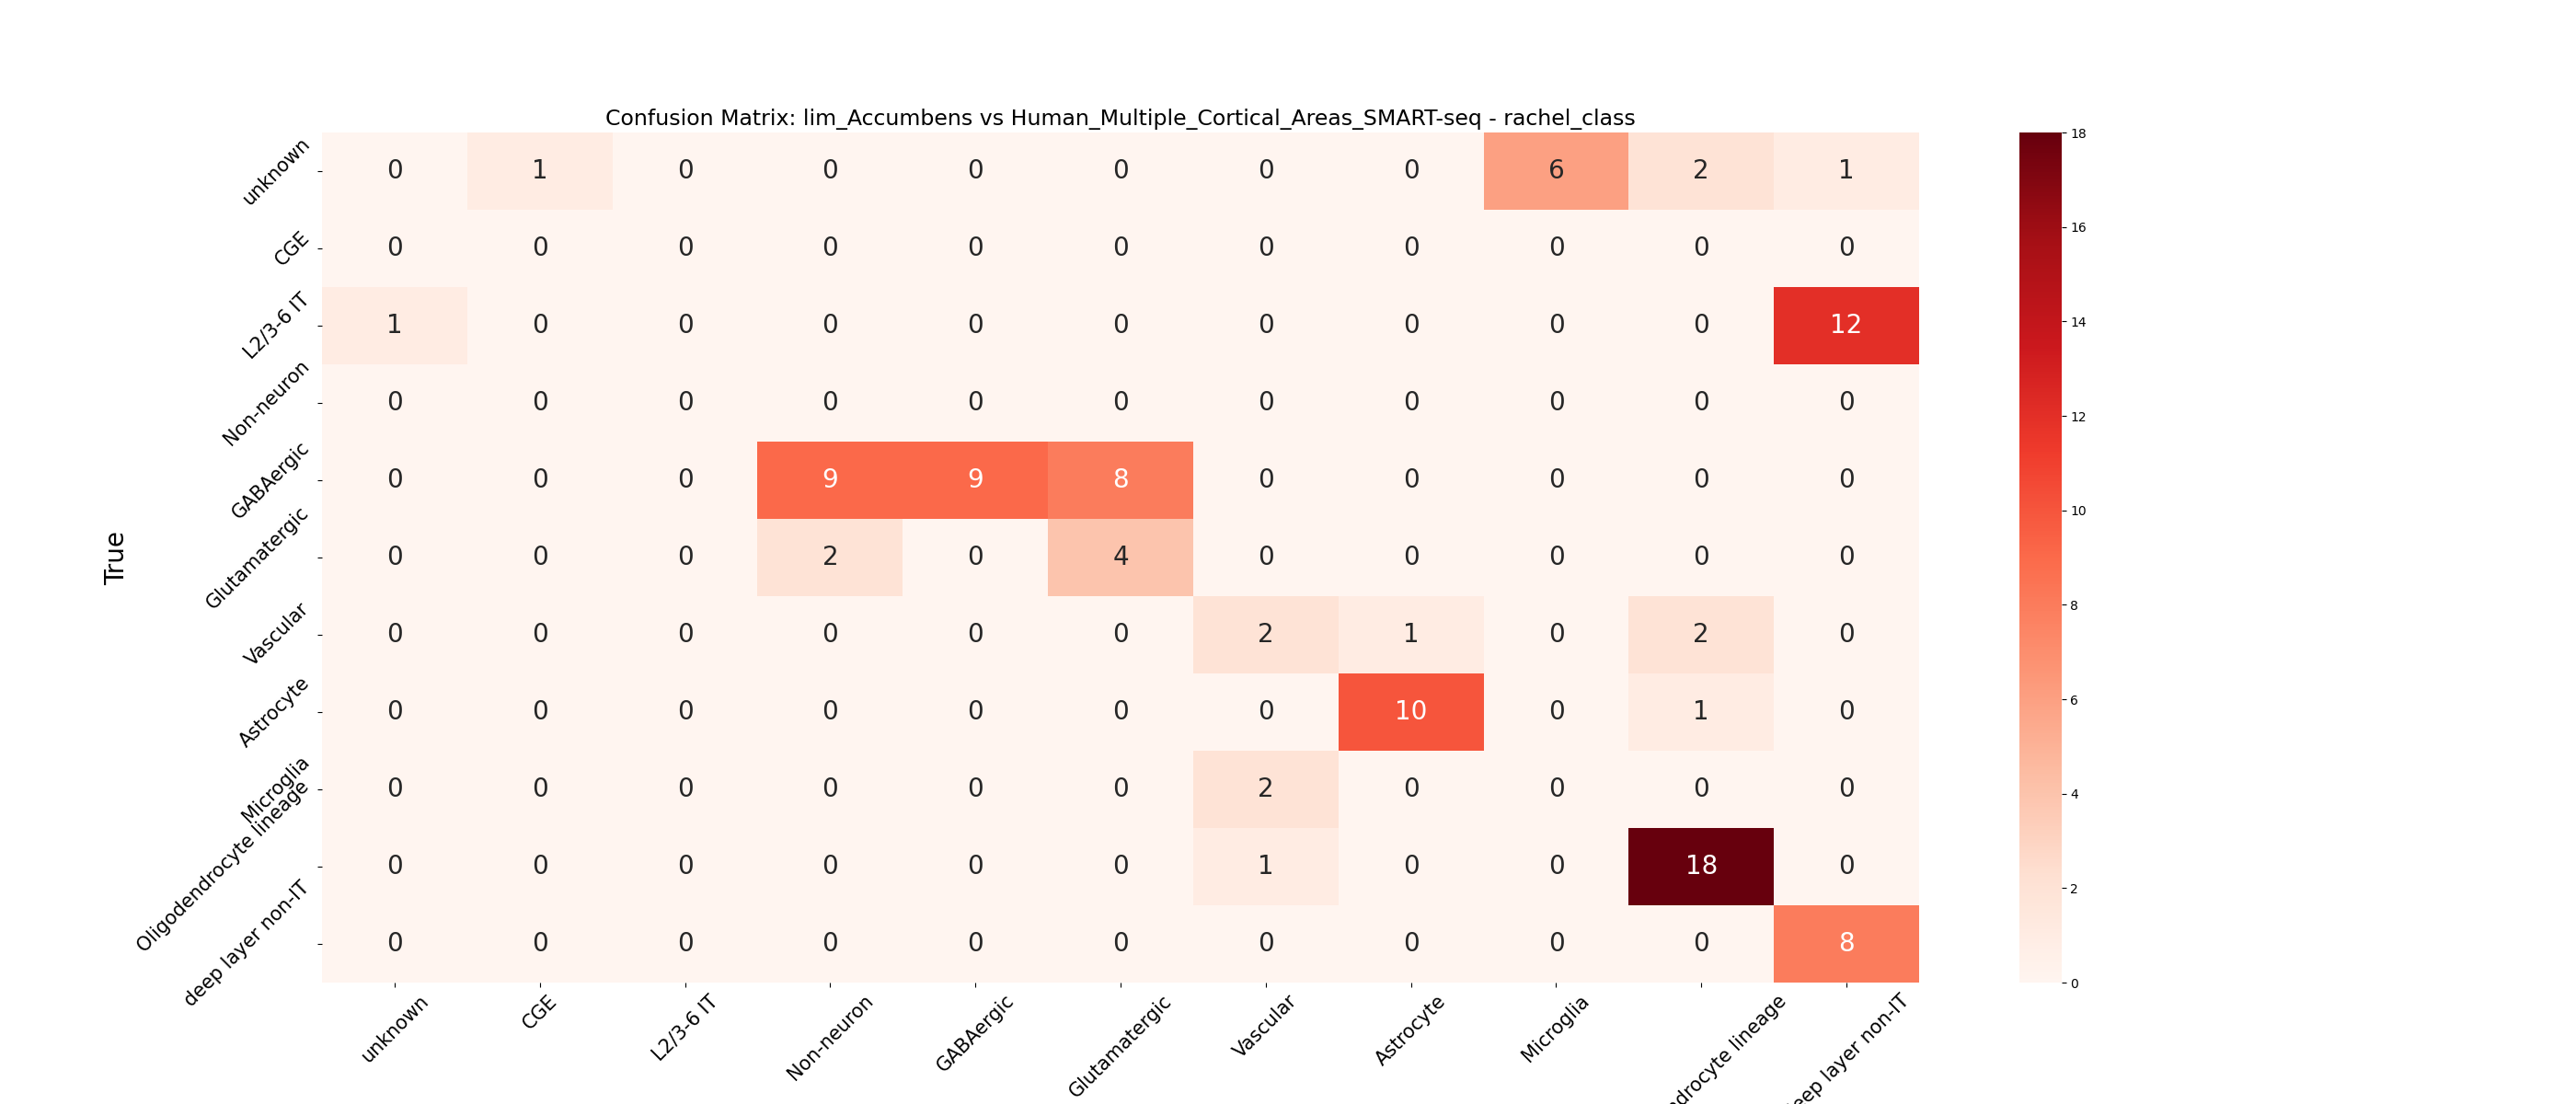 Confusion Matrix: lim_Accumbens vs Human_Multiple_Cortical_Areas_SMART-seq - rachel_class
True
unknown 0 1 0 0 0 0 0 0 6 2 1
CGE 0 0 0 0 0 0 0 0 0 0 0
L2/3-6 IT 1 0 0 0 0 0 0 0 0 0 12
Non-neuron 0 0 0 0 0 0 0 0 0 0 0
GABAergic 0 0 0 9 9 8 0 0 0 0 0
Glutamatergic 0 0 0 2 0 4 0 0 0 0 0
Vascular 0 0 0 0 0 0 2 1 0 2 0
Astrocyte 0 0 0 0 0 0 0 10 0 1 0
Microglia 0 0 0 0 0 0 2 0 0 0 0
Oligodendrocyte lineage 0 0 0 0 0 0 1 0 0 18 0
deep layer non-IT 0 0 0 0 0 0 0 0 0 0 8
unknown CGE L2/3-6 IT Non-neuron GABAergic Glutamatergic Vascular Astrocyte Microglia lineage layer non-IT
18
16
14
12
10
8
6
4
2
0